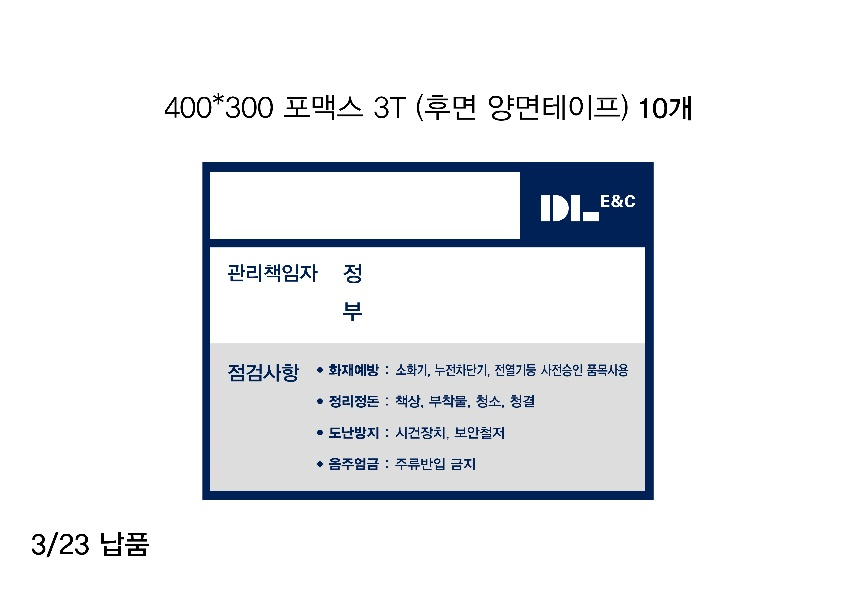 400*300 포맥스 3T (후면 양면테이프) 10개
DL E&C
관리책임자 정
부
점검사항 • 화재예방 : 소화기, 누전차단기, 전열기등 사전승인 품목사용
• 정리정돈 : 책상, 부착물, 청소, 청결
• 도난방지 : 시건장치, 보안철저
• 음주엄금 : 주류반입 금지
3/23 납품